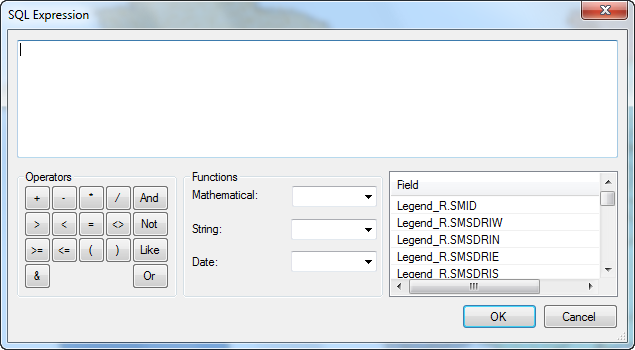 SQL Expression
Operators
+ - * / And
> < = <> Not
>= <= ( ) Like
& Or
Functions
Mathematical:
String:
Date:
Field
Legend_R.SMID
Legend_R.SMSDRIW
Legend_R.SMSDRIN
Legend_R.SMSDRIE
Legend_R.SMSDRIS
OK Cancel